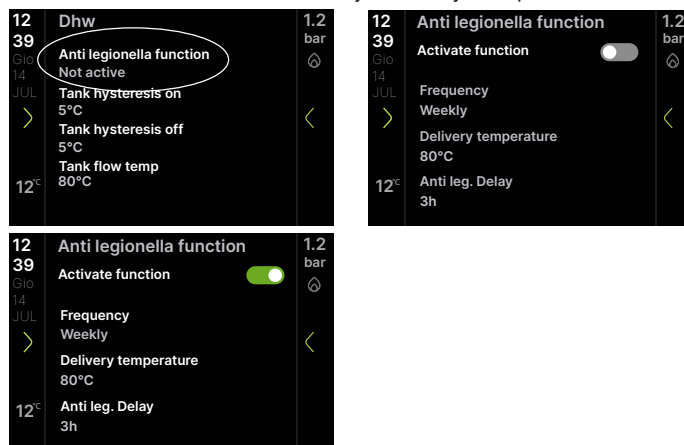 12
39
Gio
14
JUL
12°C
Dhw
Anti legionella function
Not active
Tank hysteresis on
5°C
Tank hysteresis off
5°C
Tank flow temp
80°C
1.2
bar
12
39
Gio
14
JUL
12°C
Anti legionella function
Activate function
Frequency
Weekly
Delivery temperature
80°C
Anti leg. Delay
3h
1.2
bar
12
39
Gio
14
JUL
12°C
Anti legionella function
Activate function
Frequency
Weekly
Delivery temperature
80°C
Anti leg. Delay
3h
1.2
bar